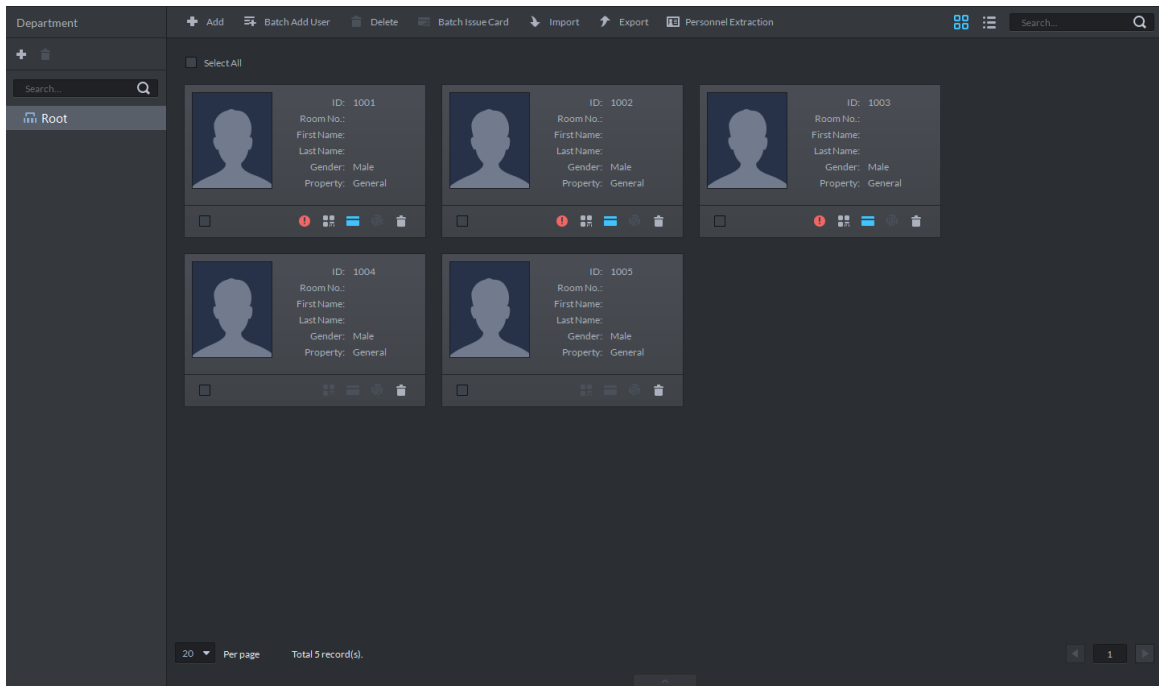 Department
Add Batch Add User Delete Batch Issue Card Import Export Personnel Extraction Search...
Search...
Root
Select All
ID: 1001
Room No.:
First Name:
Last Name:
Gender: Male
Property: General
ID: 1002
Room No.:
First Name:
Last Name:
Gender: Male
Property: General
ID: 1003
Room No.:
First Name:
Last Name:
Gender: Male
Property: General
ID: 1004
Room No.:
First Name:
Last Name:
Gender: Male
Property: General
ID: 1005
Room No.:
First Name:
Last Name:
Gender: Male
Property: General
20 Per page Total 5 record(s). 1